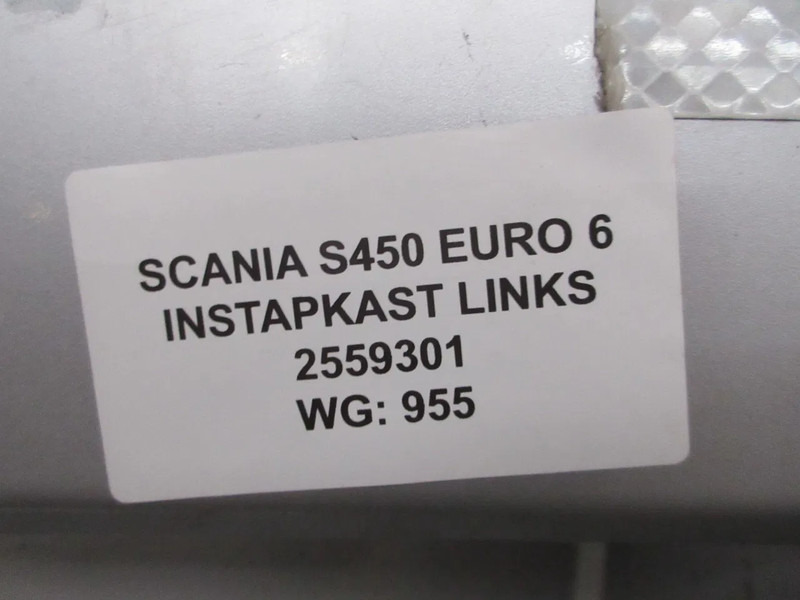 SCANIA S450 EURO 6
INSTAPKAST LINKS
2559301
WG: 955